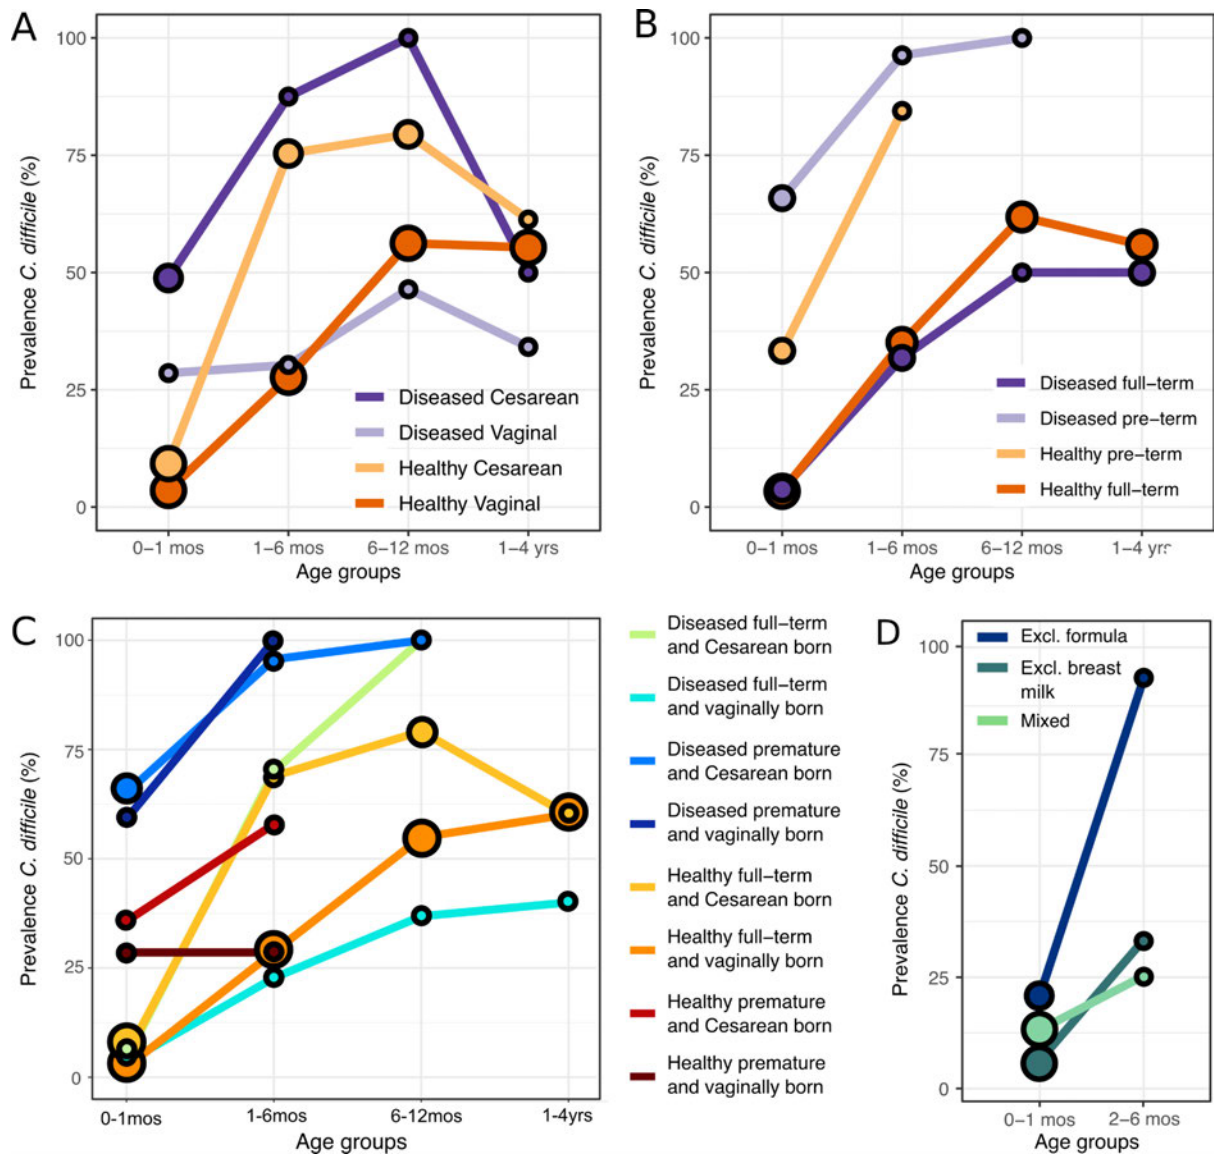 A
Prevalence C. difficile (%)
100
75
50
25
0
Diseased Cesarean
Diseased Vaginal
Healthy Cesarean
Healthy Vaginal
0–1 mos
1–6 mos
6–12 mos
1–4 yrs
Age groups
B
Prevalence C. difficile (%)
100
75
50
25
0
Diseased full–term
Diseased pre–term
Healthy pre–term
Healthy full–term
0–1 mos
1–6 mos
6–12 mos
1–4 yrs
Age groups
C
Prevalence C. difficile (%)
100
75
50
25
0
0-1mos
1-6mos
6-12mos
1-4yrs
Age groups
Diseased full–term
and Cesarean born
Diseased full–term
and vaginally born
Diseased premature
and Cesarean born
Diseased premature
and vaginally born
Healthy full–term
and Cesarean born
Healthy full–term
and vaginally born
Healthy premature
and Cesarean born
Healthy premature
and vaginally born
D
Prevalence C. difficile (%)
100
75
50
25
0
Excl. formula
Excl. breast
milk
Mixed
0–1 mos
2–6 mos
Age groups